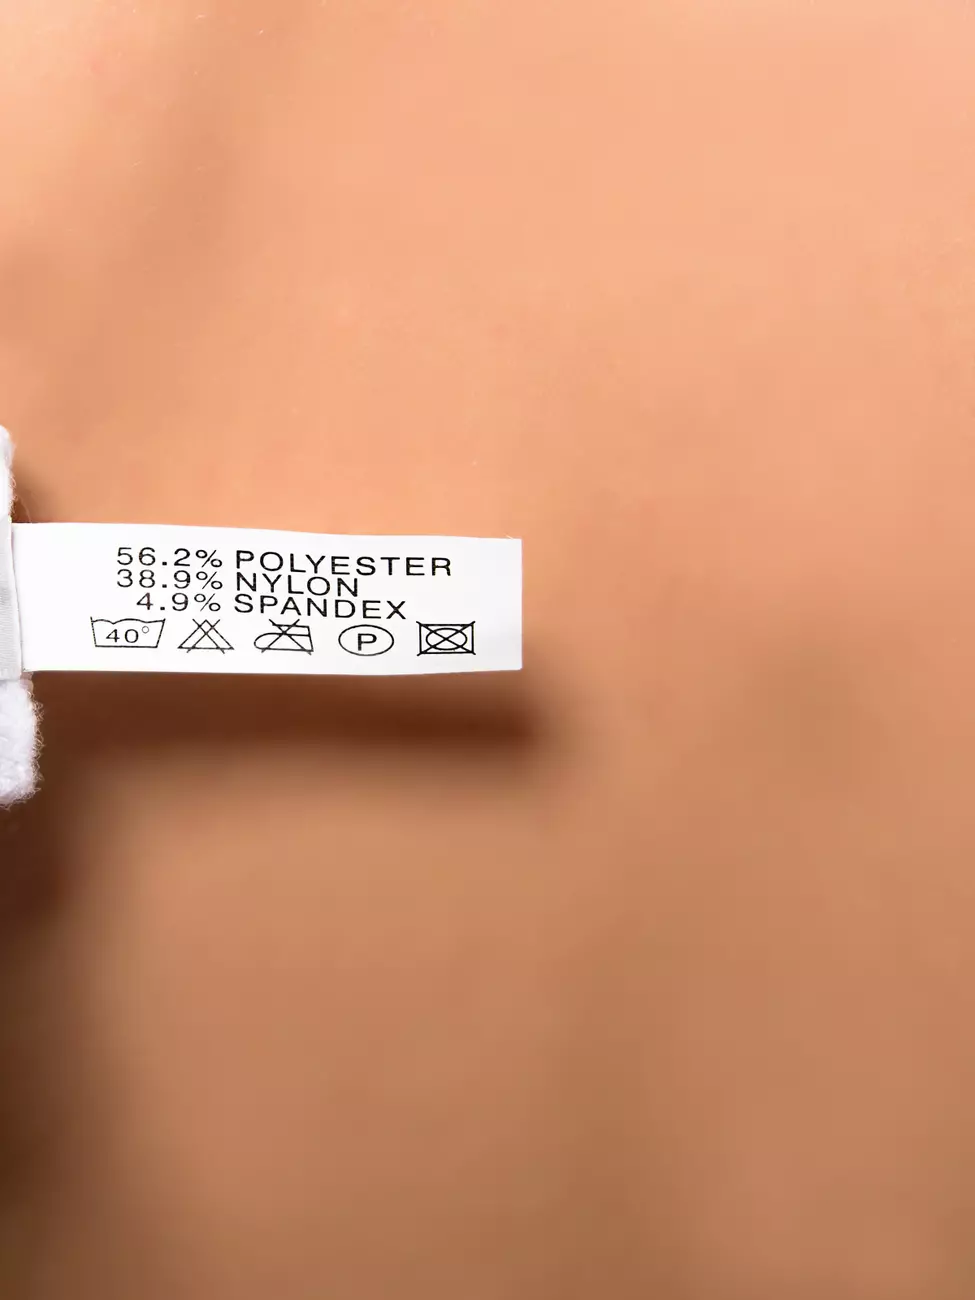 56.2% POLYESTER
38.9% NYLON
4.9% SPANDEX
40° P